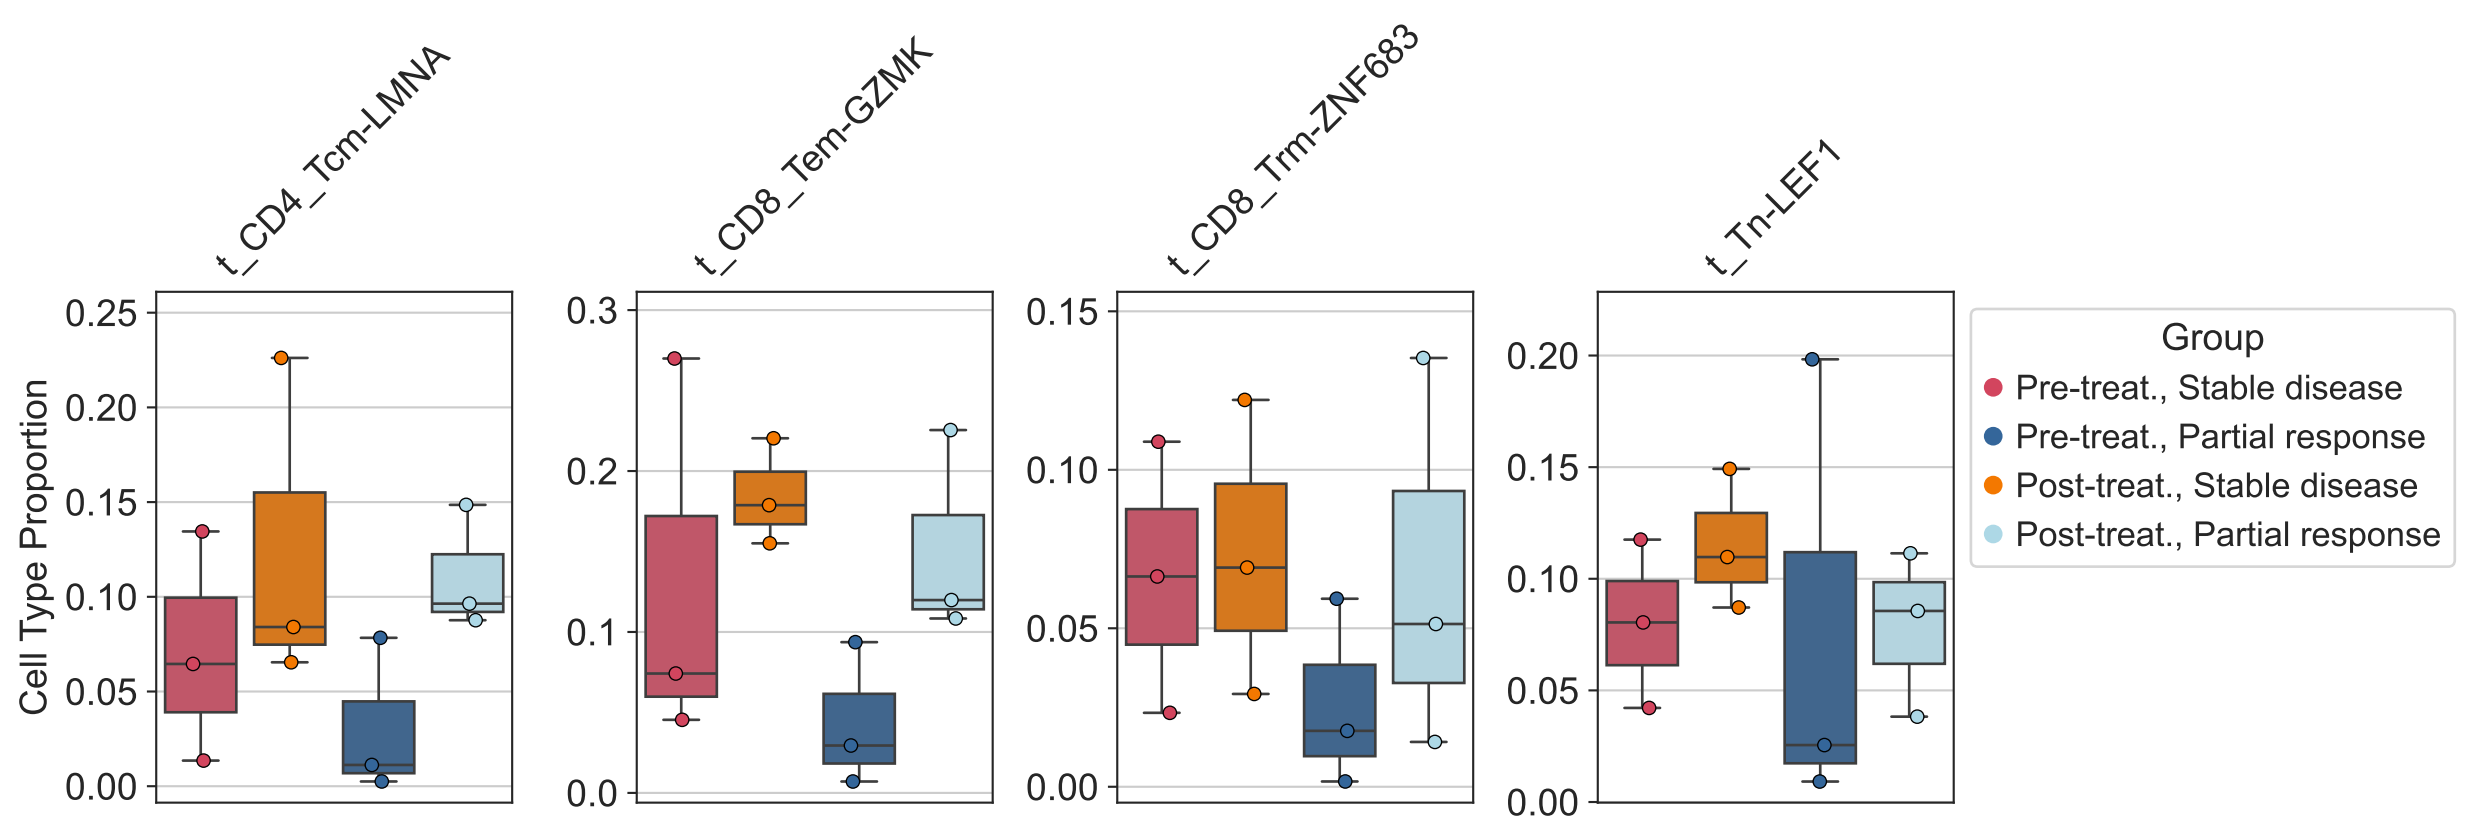 t_CD4_Tcm-LMNA
t_CD8_Tem-GZMK
t_CD8_Trm-ZNF683
t_Tn-LEF1
Cell Type Proportion
0.25
0.20
0.15
0.10
0.05
0.00
0.3
0.2
0.1
0.0
0.15
0.10
0.05
0.00
0.20
0.15
0.10
0.05
0.00
Group
Pre-treat., Stable disease
Pre-treat., Partial response
Post-treat., Stable disease
Post-treat., Partial response